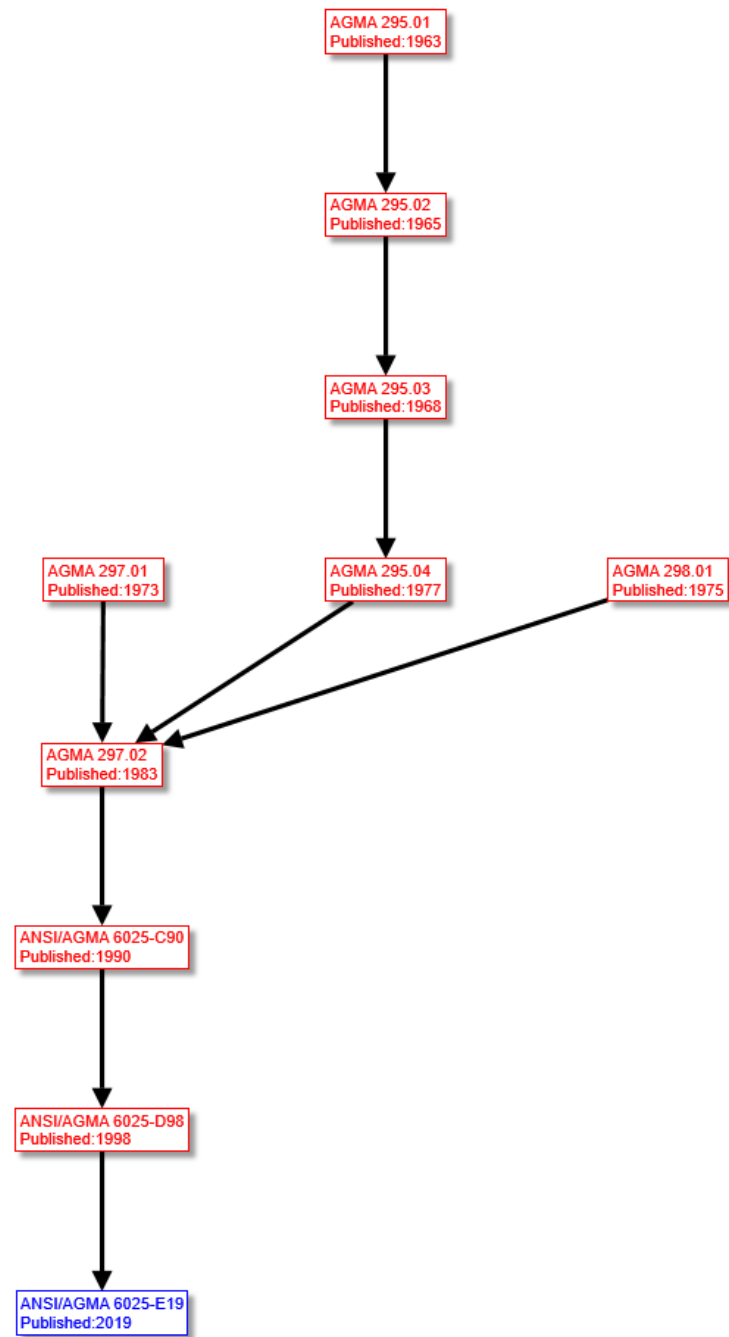 AGMA 295.01
Published:1963
AGMA 295.02
Published:1965
AGMA 295.03
Published:1968
AGMA 297.01
Published:1973
AGMA 295.04
Published:1977
AGMA 298.01
Published:1975
AGMA 297.02
Published:1983
ANSI/AGMA 6025-C90
Published:1990
ANSI/AGMA 6025-D98
Published:1998
ANSI/AGMA 6025-E19
Published:2019